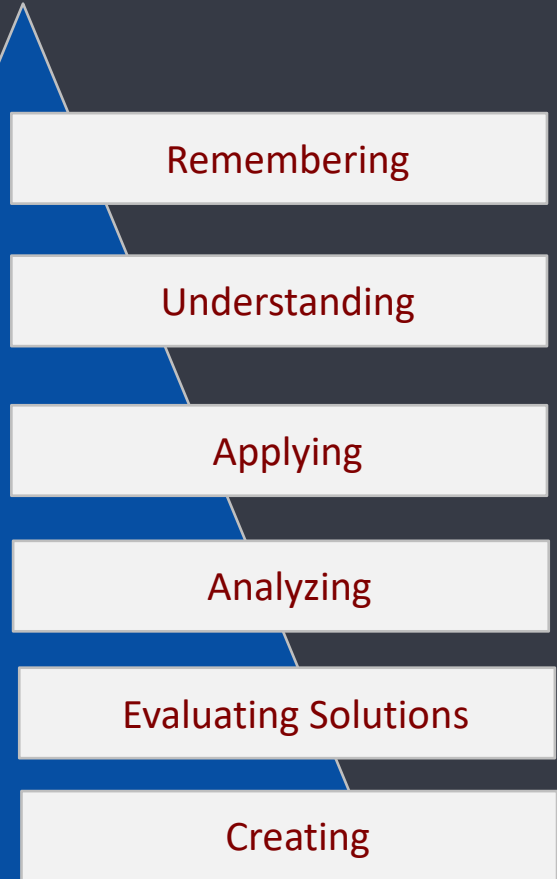 Remembering
Understanding
Applying
Analyzing
Evaluating Solutions
Creating